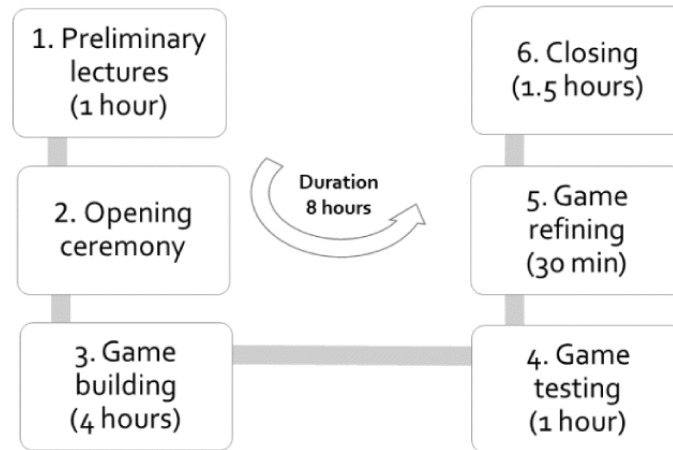 1. Preliminary
lectures
(1 hour)
2. Opening
ceremony
3. Game
building
(4 hours)
4. Game
testing
(1 hour)
5. Game
refining
(30 min)
6. Closing
(1.5 hours)
Duration
8 hours